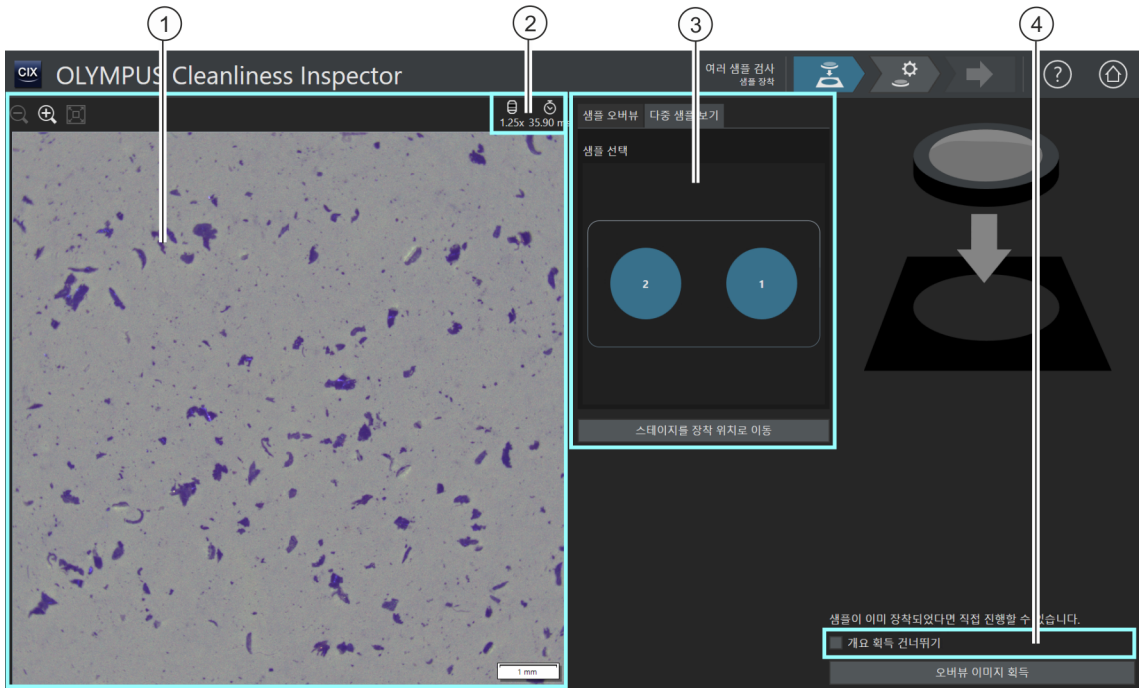 1
2
3
4
CIX
OLYMPUS Cleanliness Inspector
여러 샘플 검사
샘플 장착
?
1.25x 35.90 m
샘플 오버뷰 다중 샘플 보기
샘플 선택
2
1
스테이지를 장착 위치로 이동
샘플이 이미 장착되었다면 직접 진행할 수 있습니다.
개요 획득 건너뛰기
오버뷰 이미지 획득
1 mm